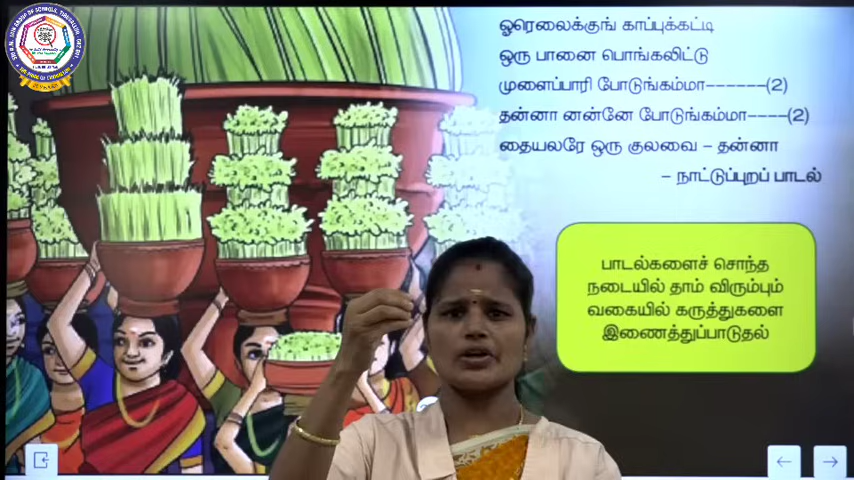 ஓரெலைக்குங் காப்புக்கட்டி
ஒரு பானை பொங்கலிட்டு
முளைப்பாரி போடுங்கம்மா------(2)
தன்னா னன்னே போடுங்கம்மா----(2)
தையலரே ஒரு குலவை – தன்னா
– நாட்டுப்புறப் பாடல்
பாடல்களைச் சொந்த
நடையில் தாம் விரும்பும்
வகையில் கருத்துகளை
இணைத்துப்பாடுதல்